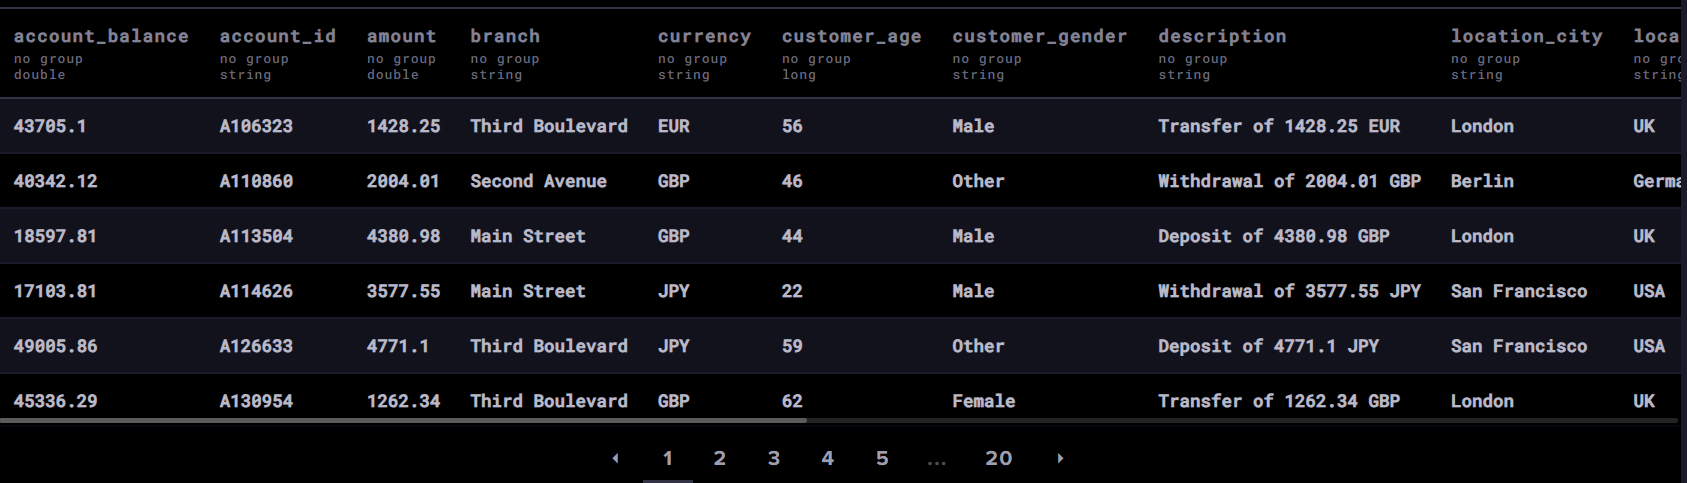 account_balance account_id amount branch currency customer_age customer_gender description location_city loca
no group no group no group no group no group no group no group no group no group no gro
double string double string string long string string string string
43705.1 A106323 1428.25 Third Boulevard EUR 56 Male Transfer of 1428.25 EUR London UK
40342.12 A110860 2004.01 Second Avenue GBP 46 Other Withdrawal of 2004.01 GBP Berlin Germa
18597.81 A113504 4380.98 Main Street GBP 44 Male Deposit of 4380.98 GBP London UK
17103.81 A114626 3577.55 Main Street JPY 22 Male Withdrawal of 3577.55 JPY San Francisco USA
49005.86 A126633 4771.1 Third Boulevard JPY 59 Other Deposit of 4771.1 JPY San Francisco USA
45336.29 A130954 1262.34 Third Boulevard GBP 62 Female Transfer of 1262.34 GBP London UK
1 2 3 4 5 ... 20